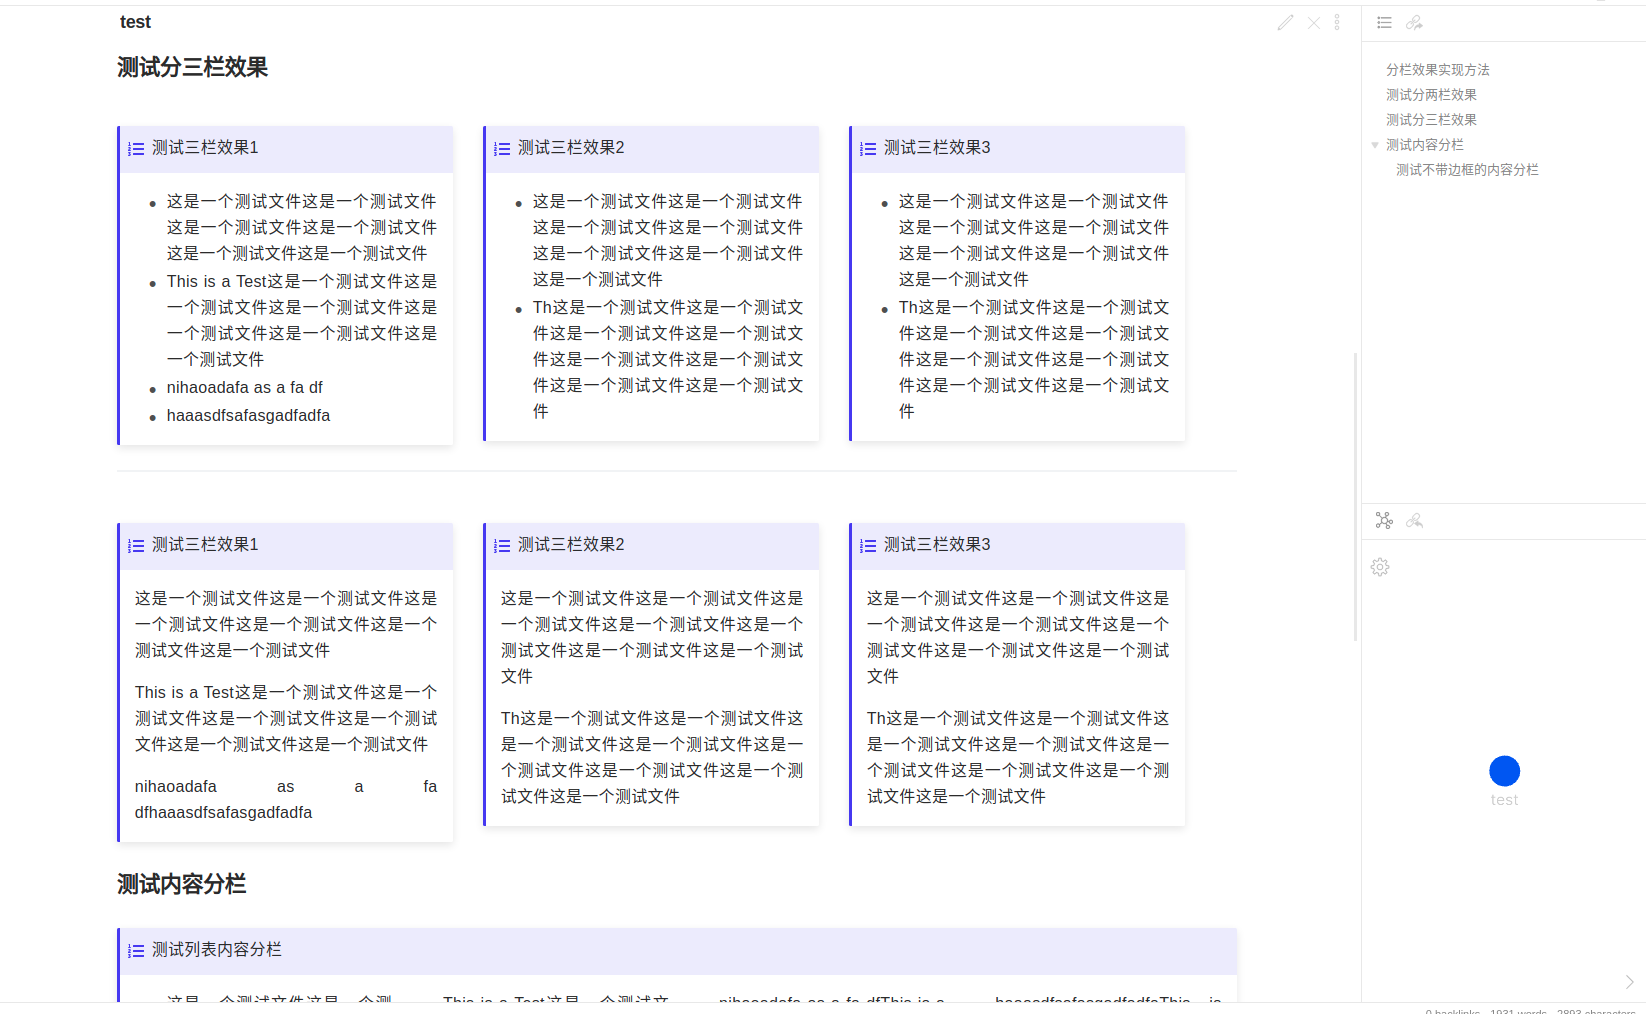 test
测试分三栏效果
测试三栏效果1
这是一个测试文件这是一个测试文件
这是一个测试文件这是一个测试文件
这是一个测试文件这是一个测试文件
This is a Test这是一个测试文件这是
一个测试文件这是一个测试文件这是
一个测试文件这是一个测试文件这是
一个测试文件
nihaoadafa as a fa df
haaasdfsafasgadfadfa
测试三栏效果2
这是一个测试文件这是一个测试文件
这是一个测试文件这是一个测试文件
这是一个测试文件这是一个测试文件
这是一个测试文件
Th这是一个测试文件这是一个测试文
件这是一个测试文件这是一个测试文
件这是一个测试文件这是一个测试文
件这是一个测试文件这是一个测试文
件
测试三栏效果3
这是一个测试文件这是一个测试文件
这是一个测试文件这是一个测试文件
这是一个测试文件这是一个测试文件
这是一个测试文件
Th这是一个测试文件这是一个测试文
件这是一个测试文件这是一个测试文
件这是一个测试文件这是一个测试文
件这是一个测试文件这是一个测试文
件
测试三栏效果1
这是一个测试文件这是一个测试文件这是
一个测试文件这是一个测试文件这是一个
测试文件这是一个测试文件
This is a Test这是一个测试文件这是一个
测试文件这是一个测试文件这是一个测试
文件这是一个测试文件这是一个测试文件
nihaoadafa as a fa
dfhaaasdfsafasgadfadfa
测试三栏效果2
这是一个测试文件这是一个测试文件这是
一个测试文件这是一个测试文件这是一个
测试文件这是一个测试文件这是一个测试
文件
Th这是一个测试文件这是一个测试文件这
是一个测试文件这是一个测试文件这是一
个测试文件这是一个测试文件这是一个测
试文件这是一个测试文件
测试三栏效果3
这是一个测试文件这是一个测试文件这是
一个测试文件这是一个测试文件这是一个
测试文件这是一个测试文件这是一个测试
文件
Th这是一个测试文件这是一个测试文件这
是一个测试文件这是一个测试文件这是一
个测试文件这是一个测试文件这是一个测
试文件这是一个测试文件
测试内容分栏
测试列表内容分栏
这是一个测试文件这是一个测
This is a Test这是一个测试文
nihaoadafa as a fa dfThis is a
haaasdfsafasgadfadfaThis is
分栏效果实现方法
测试分两栏效果
测试分三栏效果
测试内容分栏
测试不带边框的内容分栏
test
0 backlinks 1931 words 2893 characters